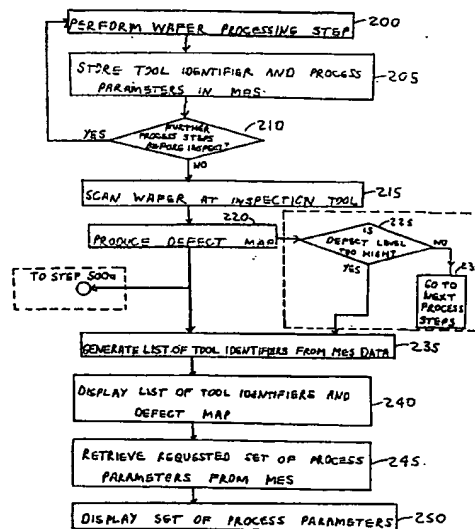 PERFORM WAFER PROCESSING STEP
200
STORE TOOL IDENTIFIER AND PROCESS
PARAMETERS IN MES.
205
FURTHER
PROCESS STEPS
BEFORE INSPECT?
210
YES
NO
SCAN WAFER AT INSPECTION TOOL
215
220
PRODUCE DEFECT MAP
225
IS
DEFECT LEVEL
TOO HIGH?
NO
YES
23
GO TO
NEXT
PROCESS
STEPS
TO STEP 500a
GENERATE LIST OF TOOL IDENTIFIERS FROM MES DATA
235
DISPLAY LIST OF TOOL IDENTIFIERS AND
DEFECT MAP
240
RETRIEVE REQUESTED SET OF PROCESS
PARAMETERS FROM MES
245.
DISPLAY SET OF PROCESS PARAMETERS
250